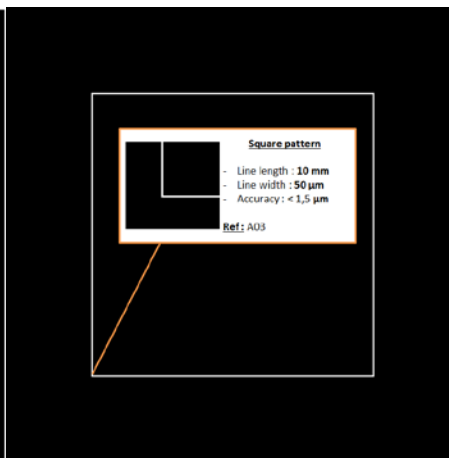 Square pattern
- Line length : 10 mm
- Line width : 50 µm
- Accuracy : < 1,5 µm
Ref : A03